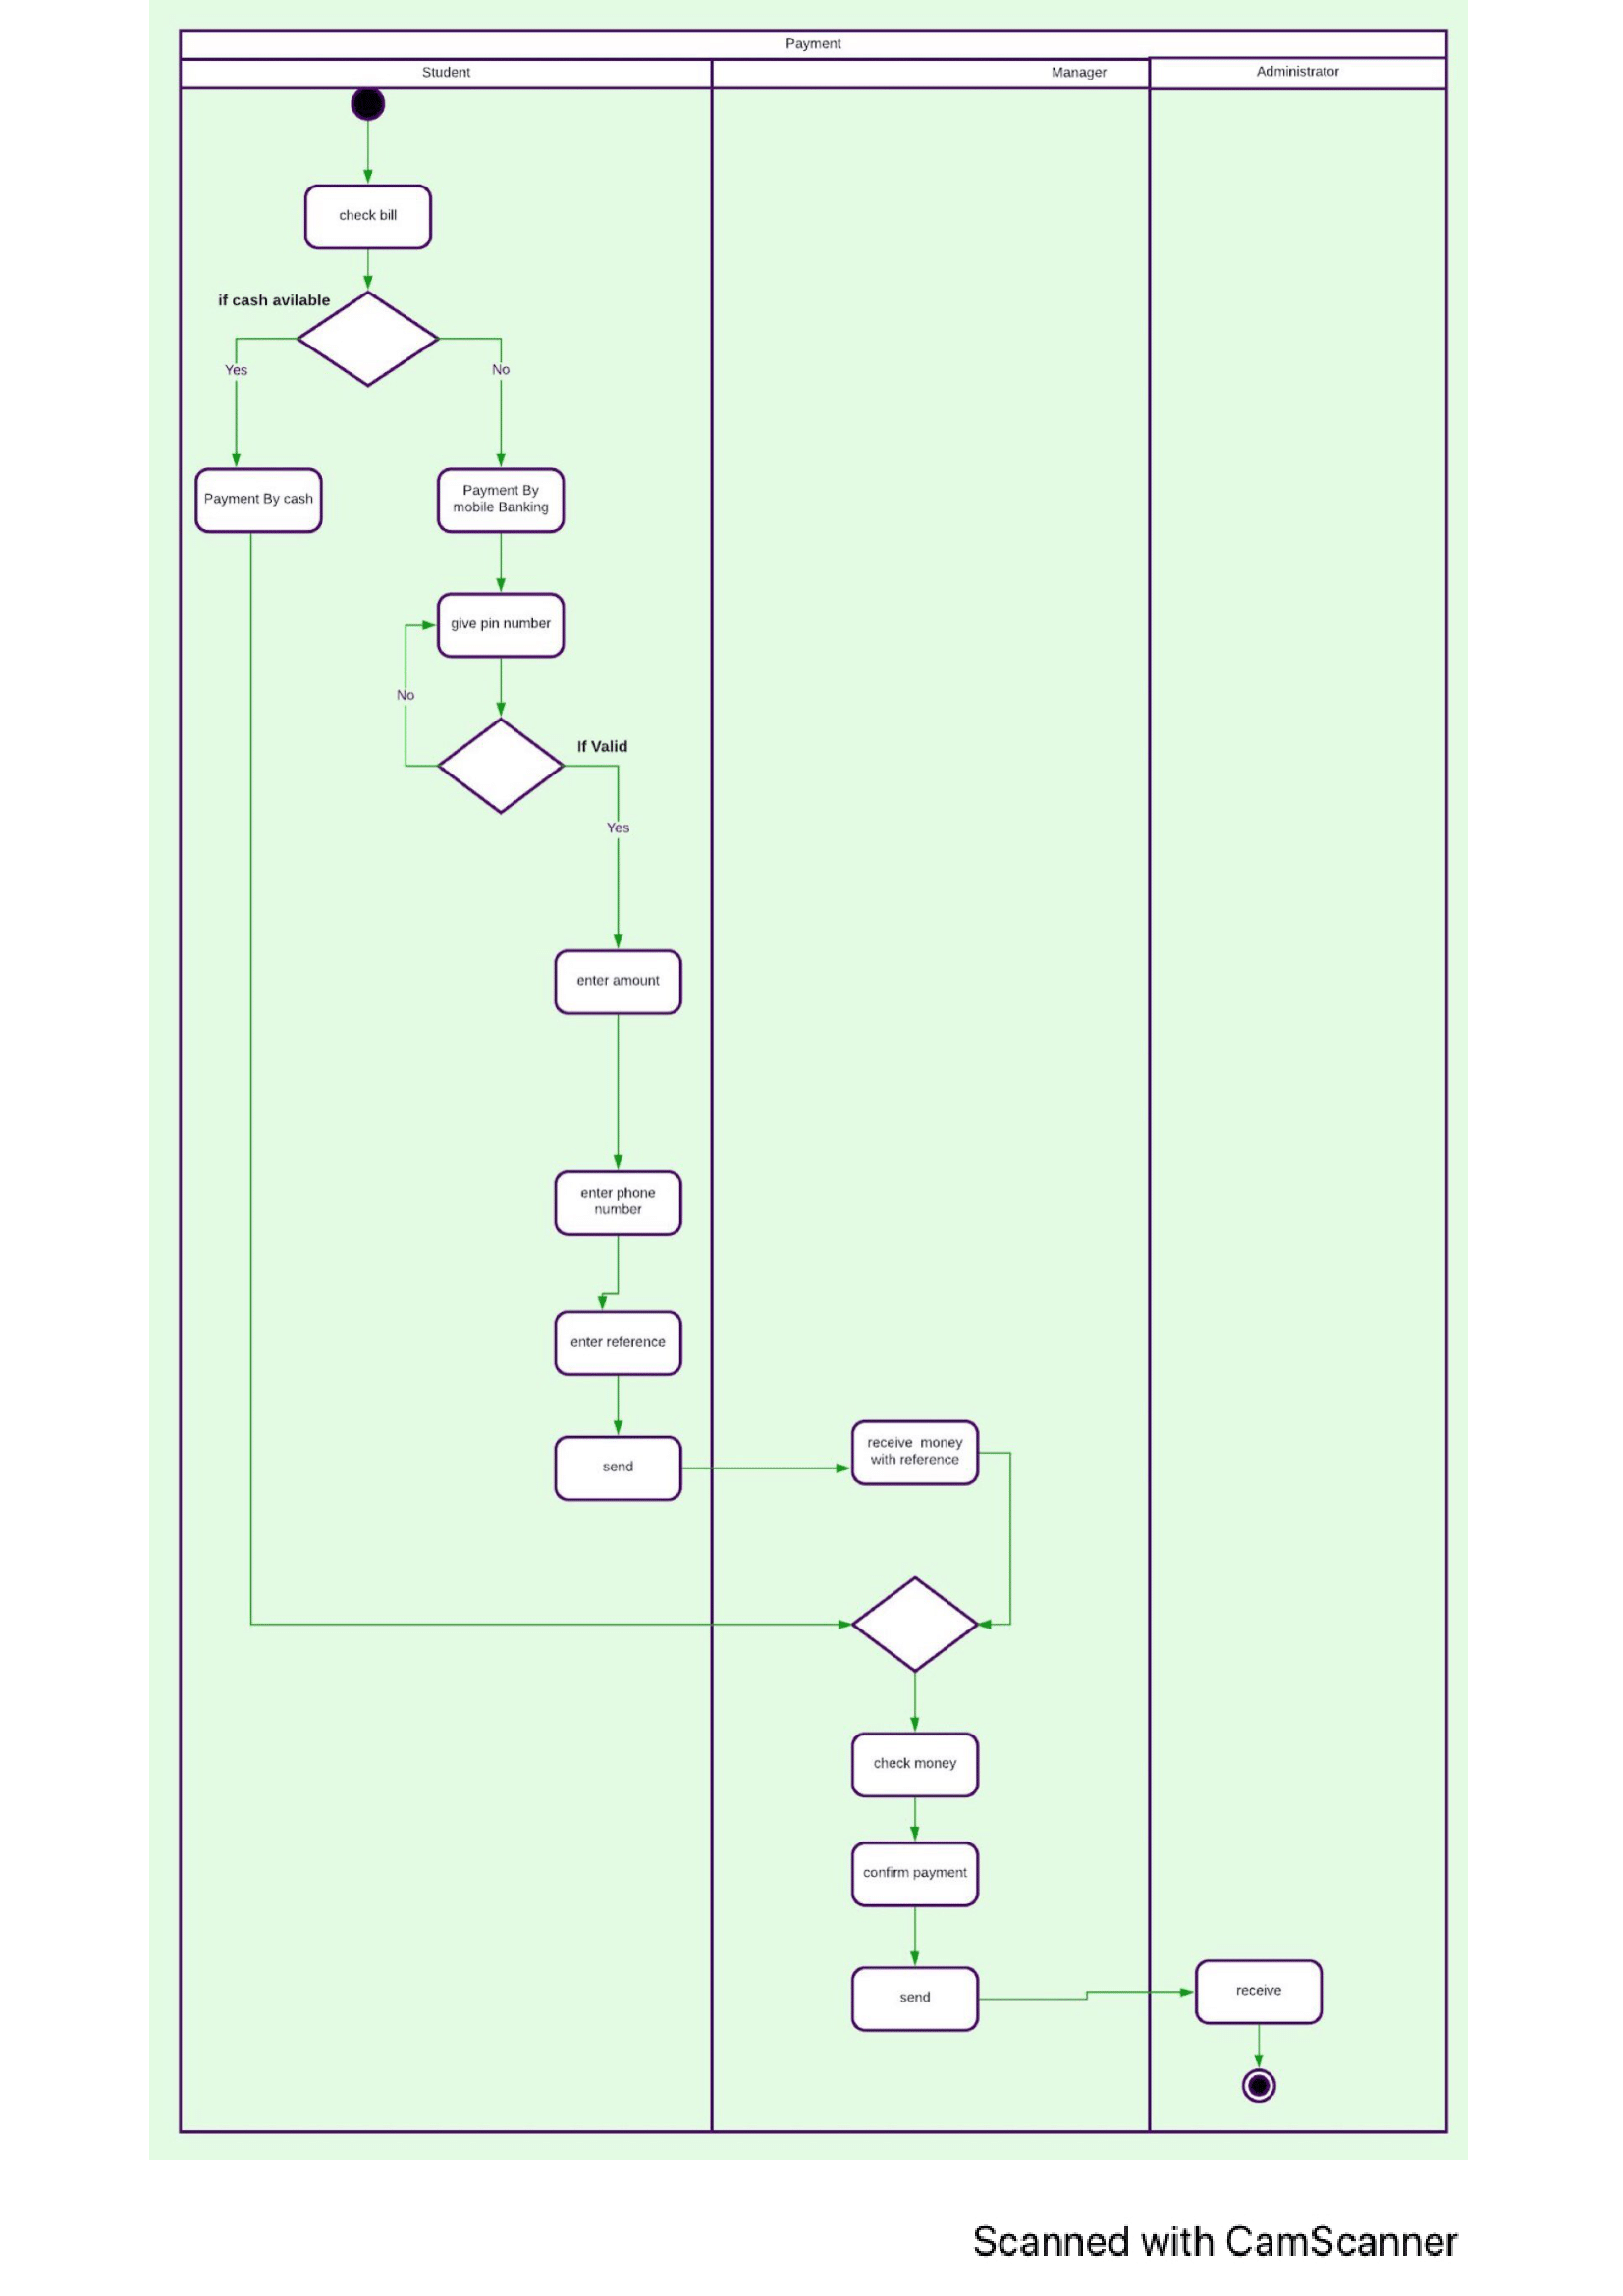 Payment
Student
Manager
Administrator
check bill
if cash avilable
Yes
No
Payment By cash
Payment By
mobile Banking
give pin number
No
If Valid
Yes
enter amount
enter phone
number
enter reference
send
receive money
with reference
check money
confirm payment
send
receive
Scanned with CamScanner